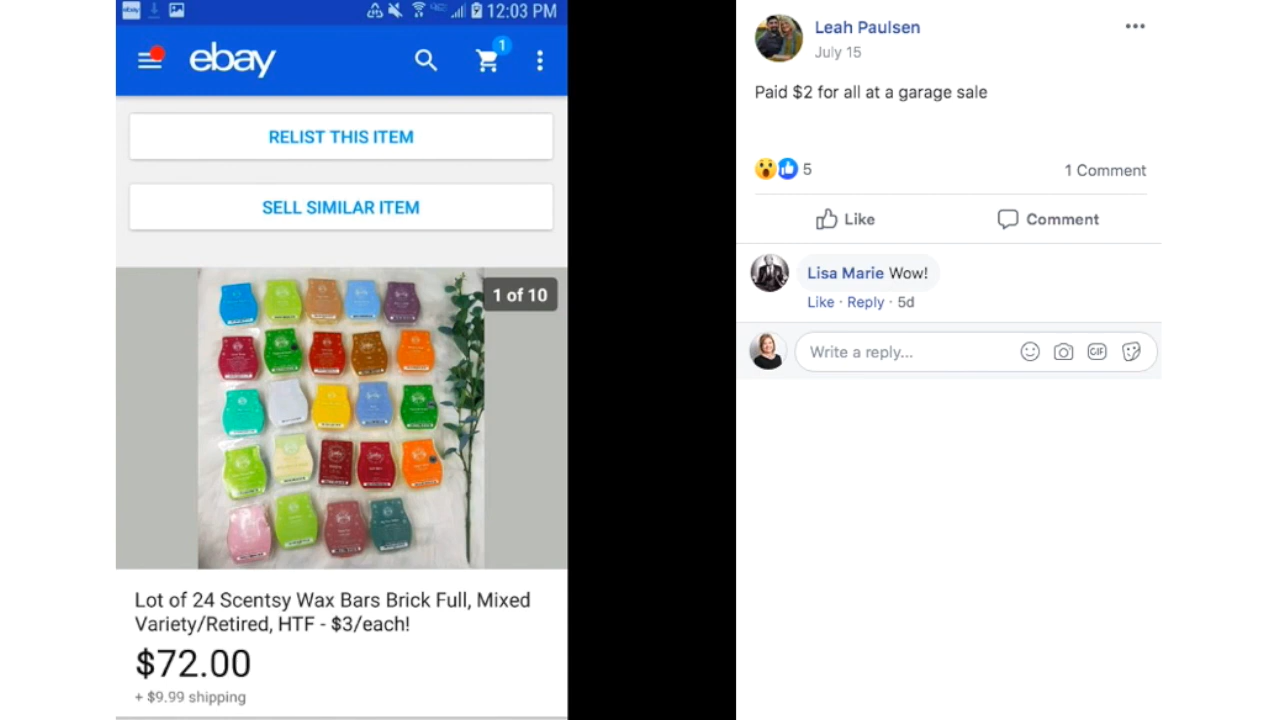 ebay
12:03 PM
ebay
1
RELIST THIS ITEM
SELL SIMILAR ITEM
1 of 10
Lot of 24 Scentsy Wax Bars Brick Full, Mixed
Variety/Retired, HTF - $3/each!
$72.00
+ $9.99 shipping
Leah Paulsen
July 15
Paid $2 for all at a garage sale
5
1 Comment
Like
Comment
Lisa Marie Wow!
Like · Reply · 5d
Write a reply...
GIF